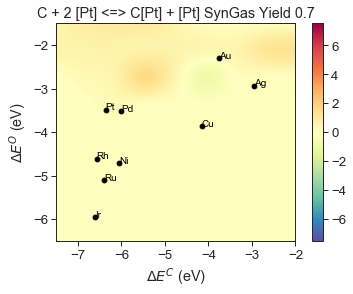 C + 2 [Pt] <=> C[Pt] + [Pt] SynGas Yield 0.7
−2
−3
−4
−5
−6
ΔE^O (eV)
Au
Ag
Pt
Pd
Cu
Rh
Ni
Ru
Ir
−7
−6
−5
−4
−3
−2
ΔE^C (eV)
6
4
2
0
−2
−4
−6